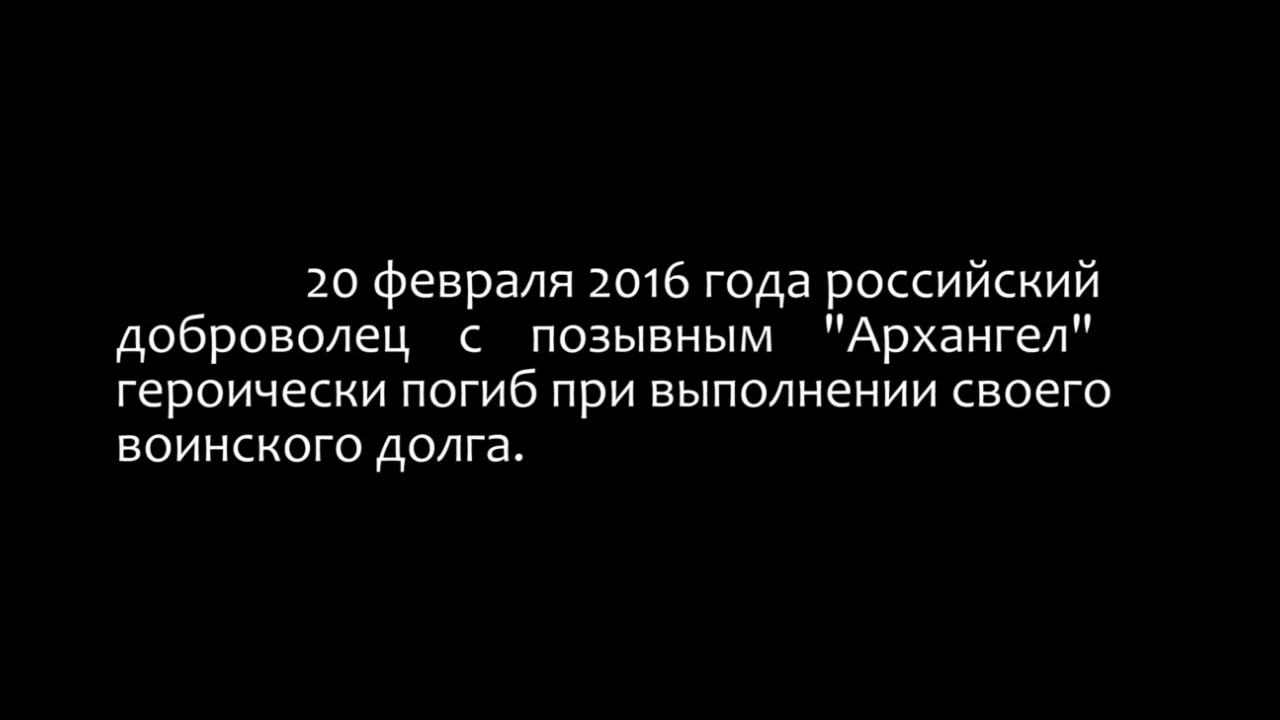 20 февраля 2016 года российский
доброволец с позывным "Архангел"
героически погиб при выполнении своего
воинского долга.